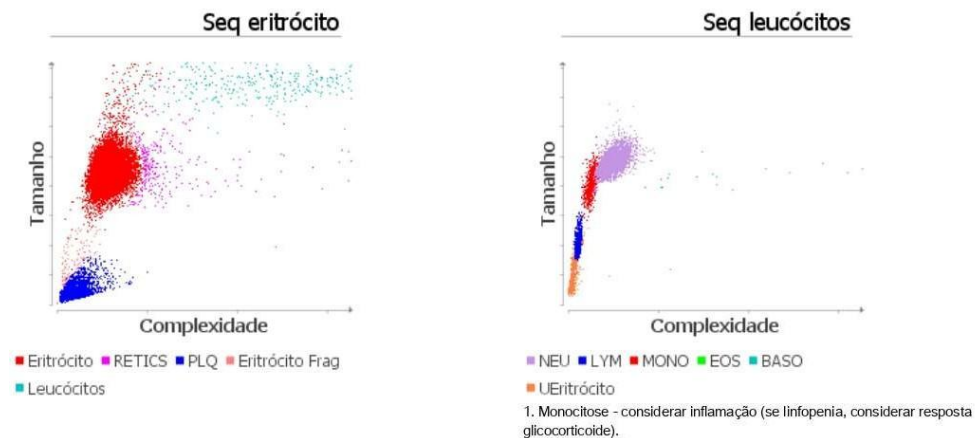 Seq eritrócito
Tamanho
Complexidade
Eritrócito RETICS PLQ Eritrócito Frag
Leucócitos
Seq leucócitos
Tamanho
Complexidade
NEU LYM MONO EOS BASO
UEritrócito
1. Monocitose - considerar inflamação (se linfopenia, considerar resposta
glicocorticoide).